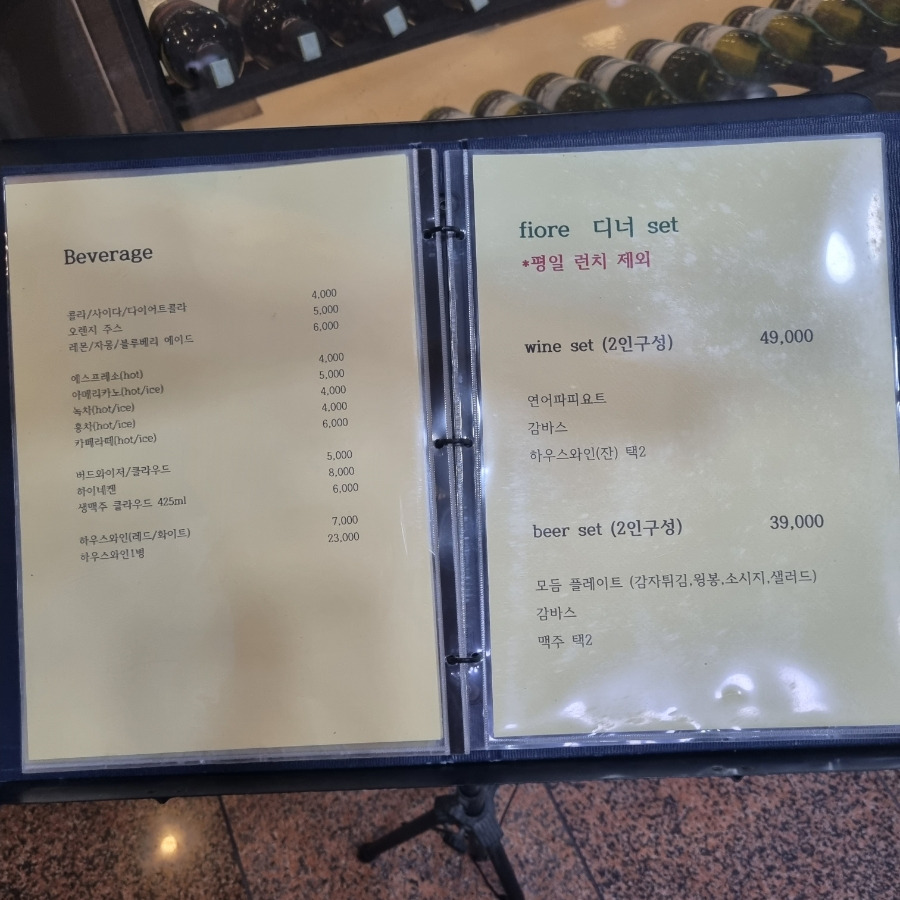 Beverage
콜라/사이다/다이어트콜라 4,000
오렌지 주스 5,000
레몬/자몽/블루베리 에이드 6,000
에스프레소(hot) 4,000
아메리카노(hot/ice) 5,000
녹차(hot/ice) 4,000
홍차(hot/ice) 4,000
카페라떼(hot/ice) 6,000
버드와이저/클라우드 5,000
하이네켄 8,000
생맥주 클라우드 425ml 6,000
하우스와인(레드/화이트) 7,000
하우스와인1병 23,000
fiore 디너 set
*평일 런치 제외
wine set (2인구성) 49,000
연어파피요트
감바스
하우스와인(잔) 택2
beer set (2인구성) 39,000
모듬 플레이트 (감자튀김,윙봉,소시지,샐러드)
감바스
맥주 택2